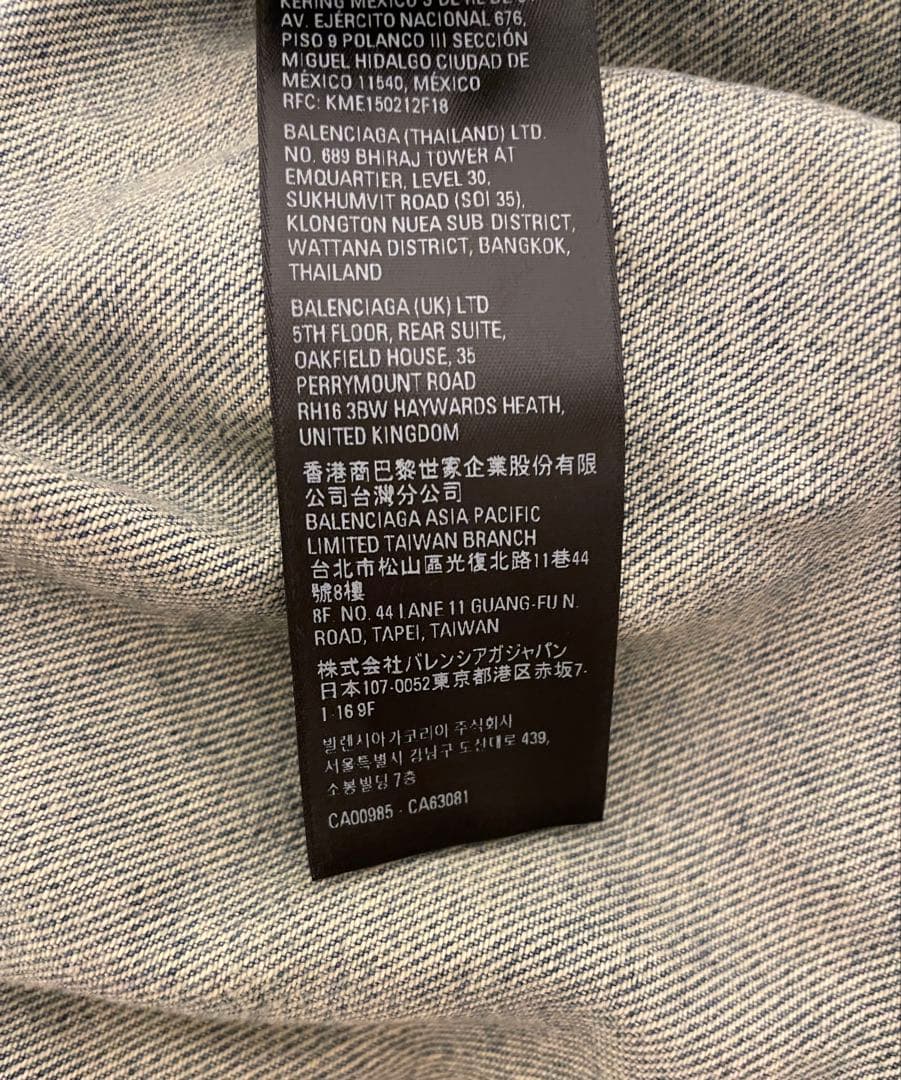 KERING MEXICO S DE RL DE C.
AV. EJÉRCITO NACIONAL 676,
PISO 9 POLANCO III SECCIÓN
MIGUEL HIDALGO CIUDAD DE
MÉXICO 11540, MÉXICO
RFC: KME150212F18
BALENCIAGA (THAILAND) LTD.
NO. 689 BHIRAJ TOWER AT
EMQUARTIER, LEVEL 30,
SUKHUMVIT ROAD (SOI 35),
KLONGTON NUEA SUB DISTRICT,
WATTANA DISTRICT, BANGKOK,
THAILAND
BALENCIAGA (UK) LTD
5TH FLOOR, REAR SUITE,
OAKFIELD HOUSE, 35
PERRYMOUNT ROAD
RH16 3BW HAYWARDS HEATH,
UNITED KINGDOM
香港商巴黎世家企業股份有限
公司台灣分公司
BALENCIAGA ASIA PACIFIC
LIMITED TAIWAN BRANCH
台北市松山區光復北路11巷44
號8樓
8F. NO. 44 LANE 11 GUANG-FU N.
ROAD, TAPEI, TAIWAN
株式会社バレンシアガジャパン
日本107-0052東京都港区赤坂7-
1-16 9F
발렌시아가코리아 주식회사
서울특별시 강남구 도산대로 439,
소봉빌딩 7층
CA00985 - CA63081